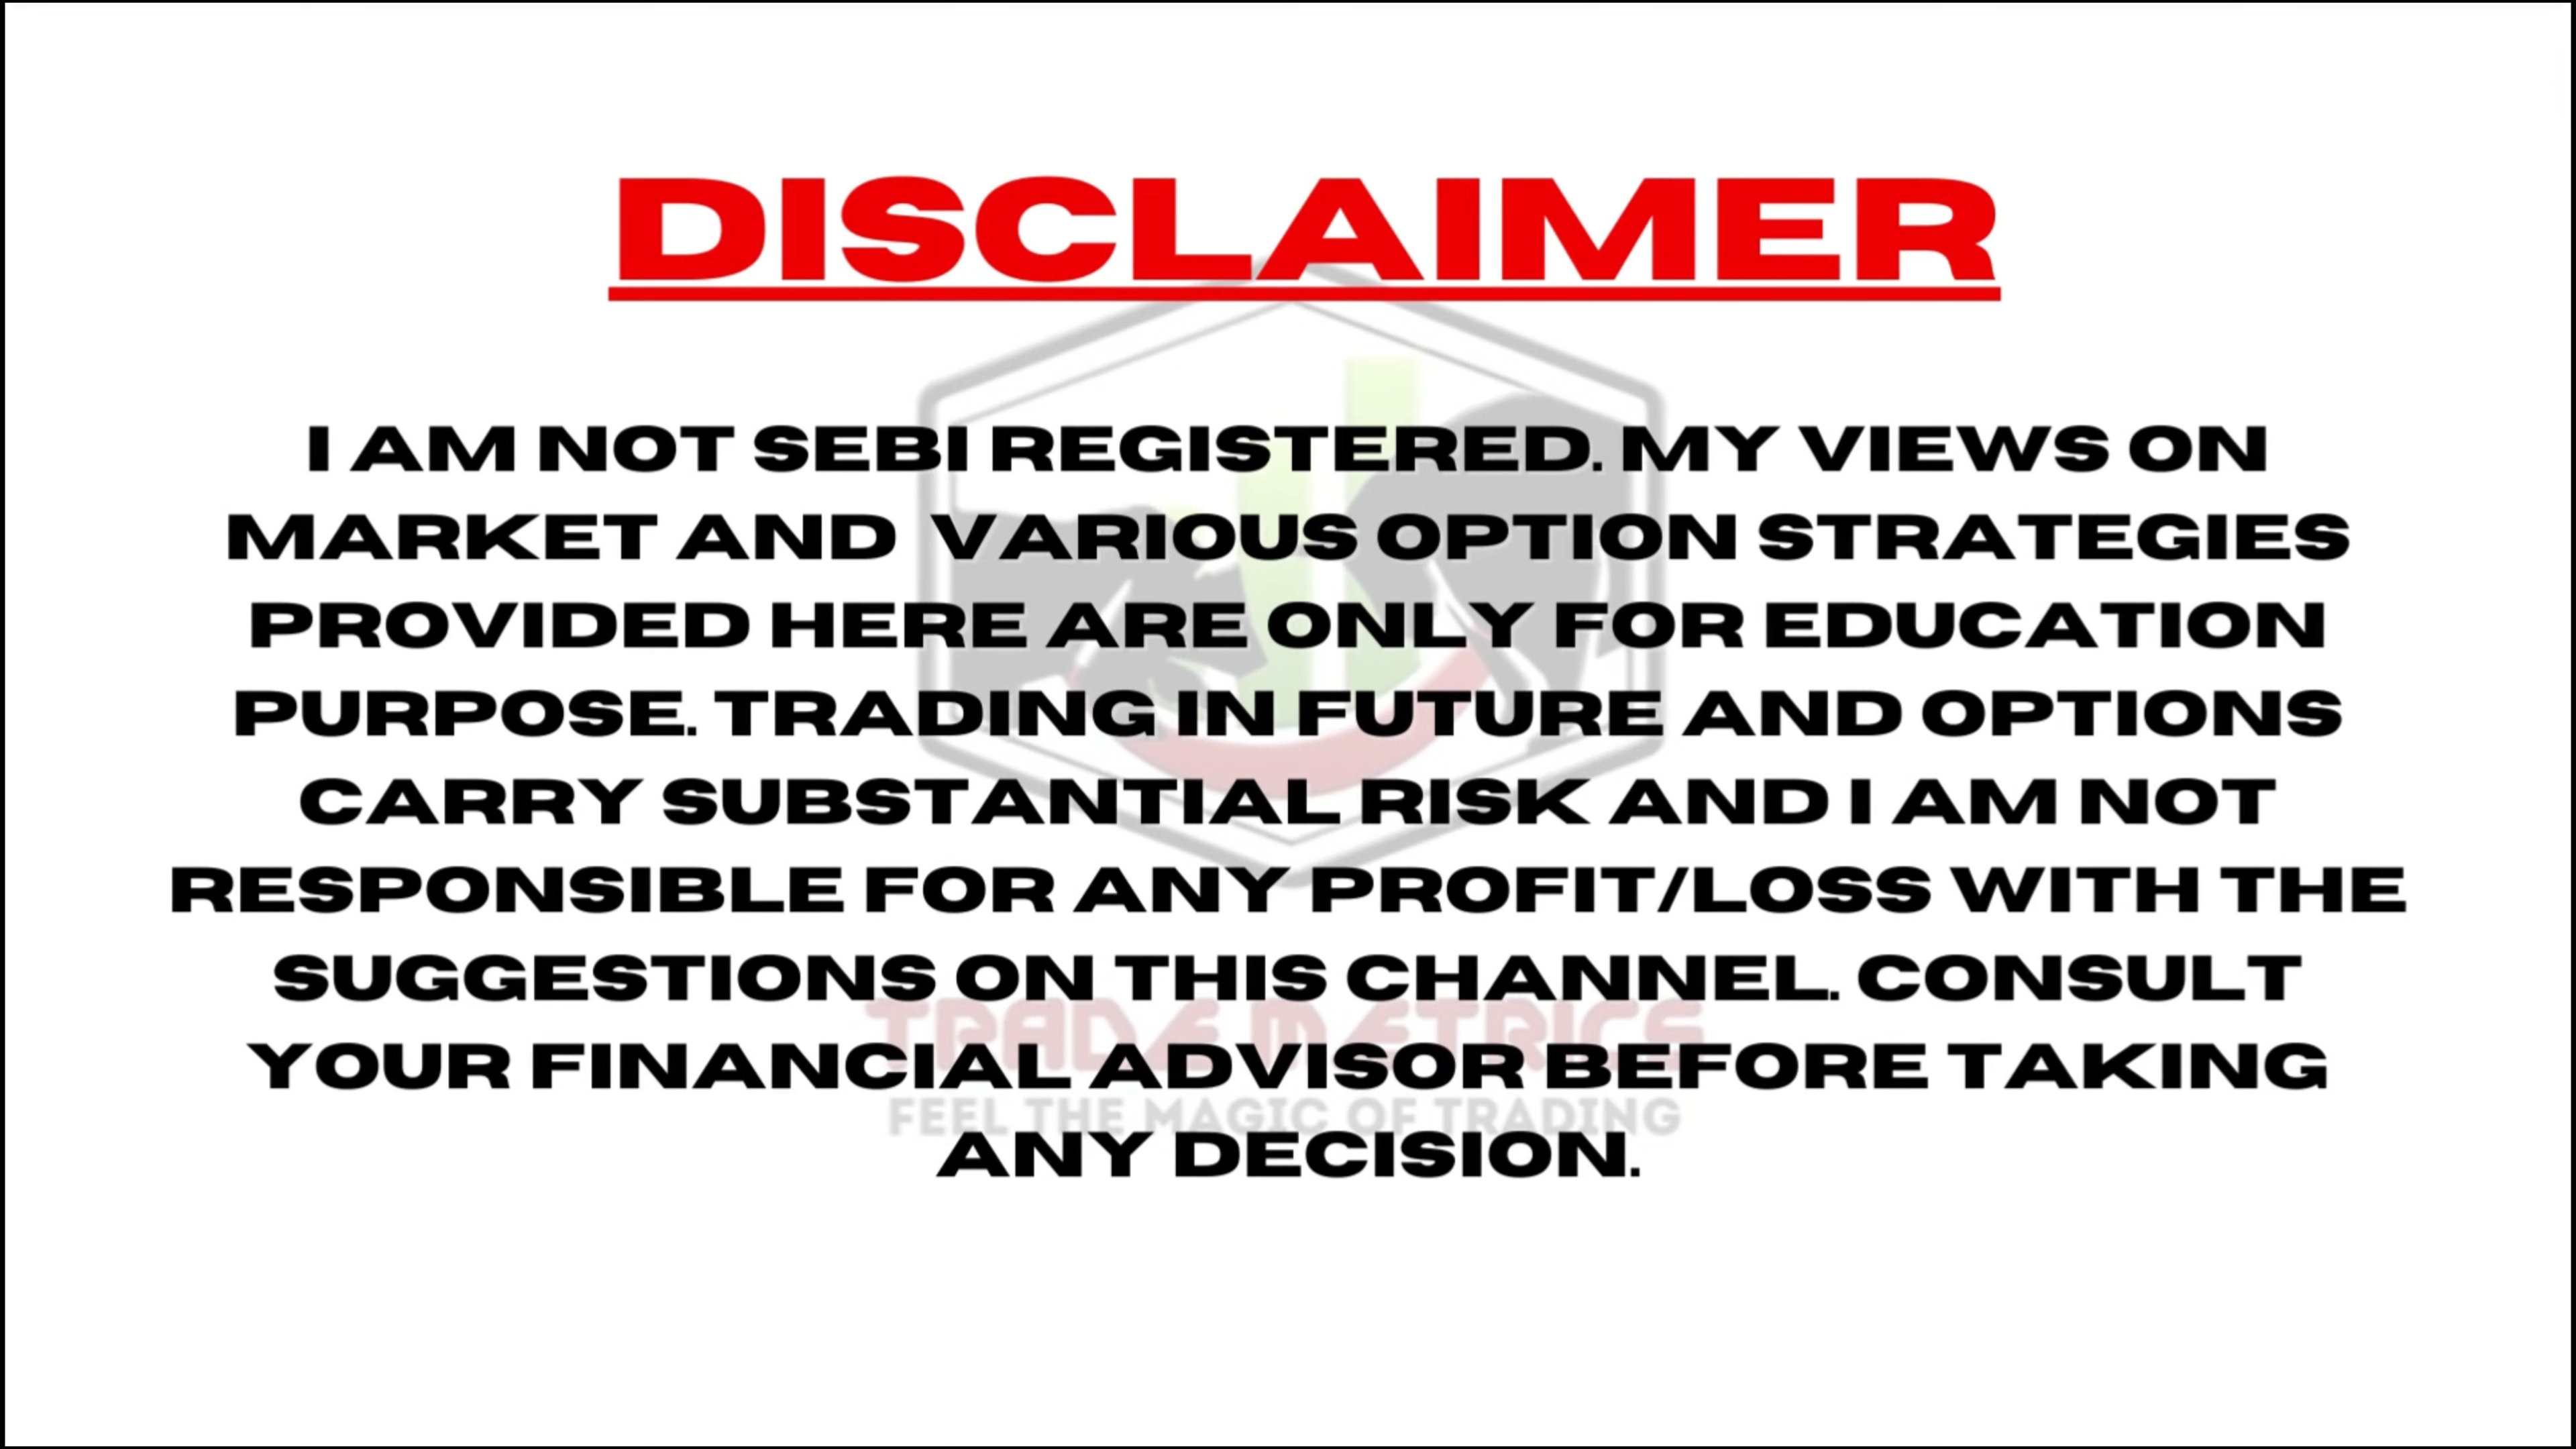 DISCLAIMER
I AM NOT SEBI REGISTERED. MY VIEWS ON
MARKET AND VARIOUS OPTION STRATEGIES
PROVIDED HERE ARE ONLY FOR EDUCATION
PURPOSE. TRADING IN FUTURE AND OPTIONS
CARRY SUBSTANTIAL RISK AND I AM NOT
RESPONSIBLE FOR ANY PROFIT/LOSS WITH THE
SUGGESTIONS ON THIS CHANNEL. CONSULT
TRADE METRICS
YOUR FINANCIAL ADVISOR BEFORE TAKING
FEEL THE MAGIC OF TRADING
ANY DECISION.